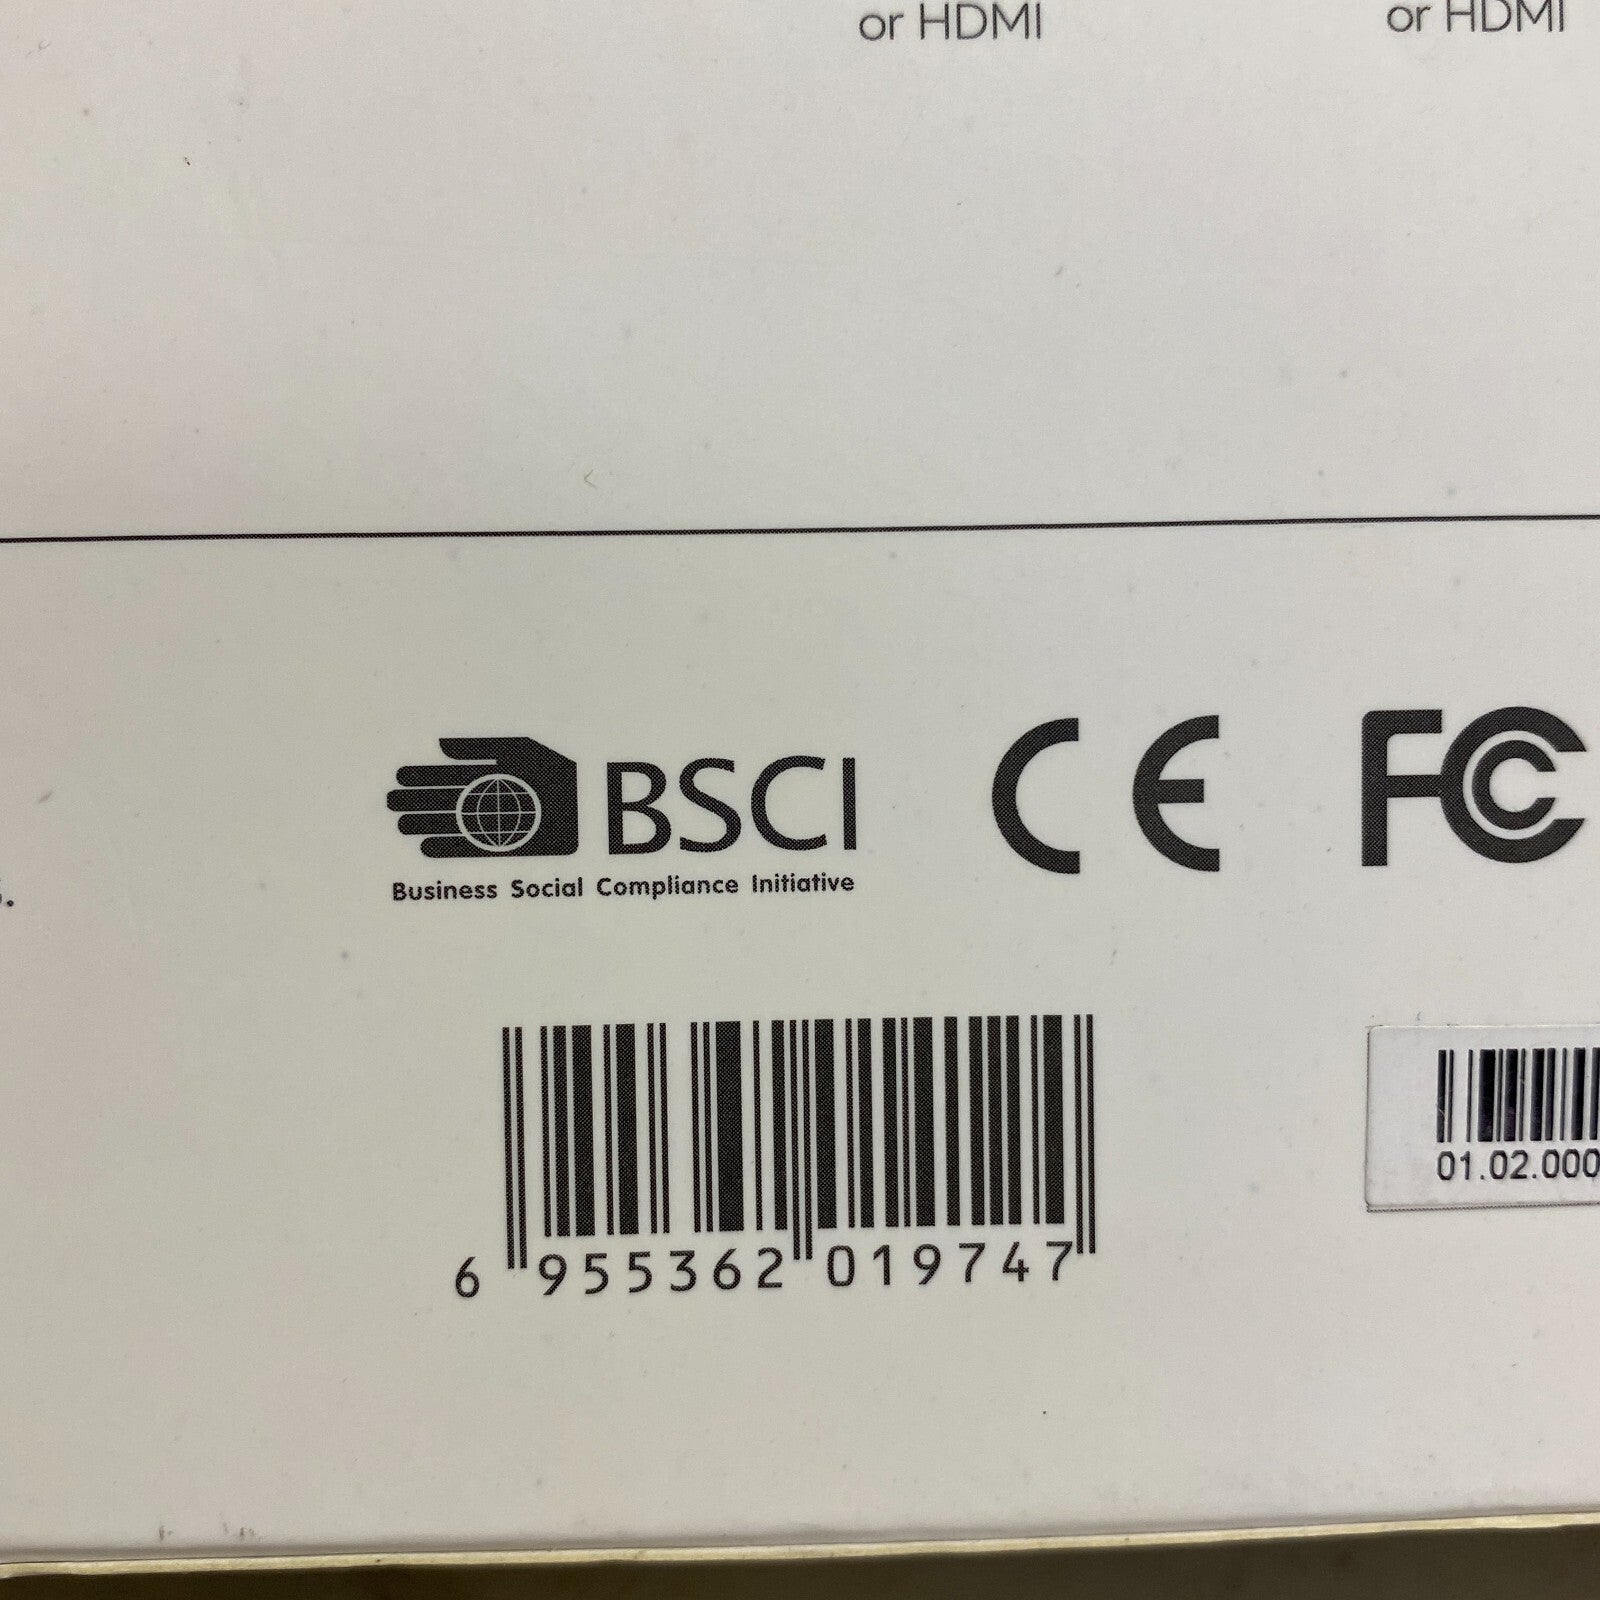 or HDMI
or HDMI
BSCI
Business Social Compliance Initiative
CE
FC
6 955362 019747
01.02.000